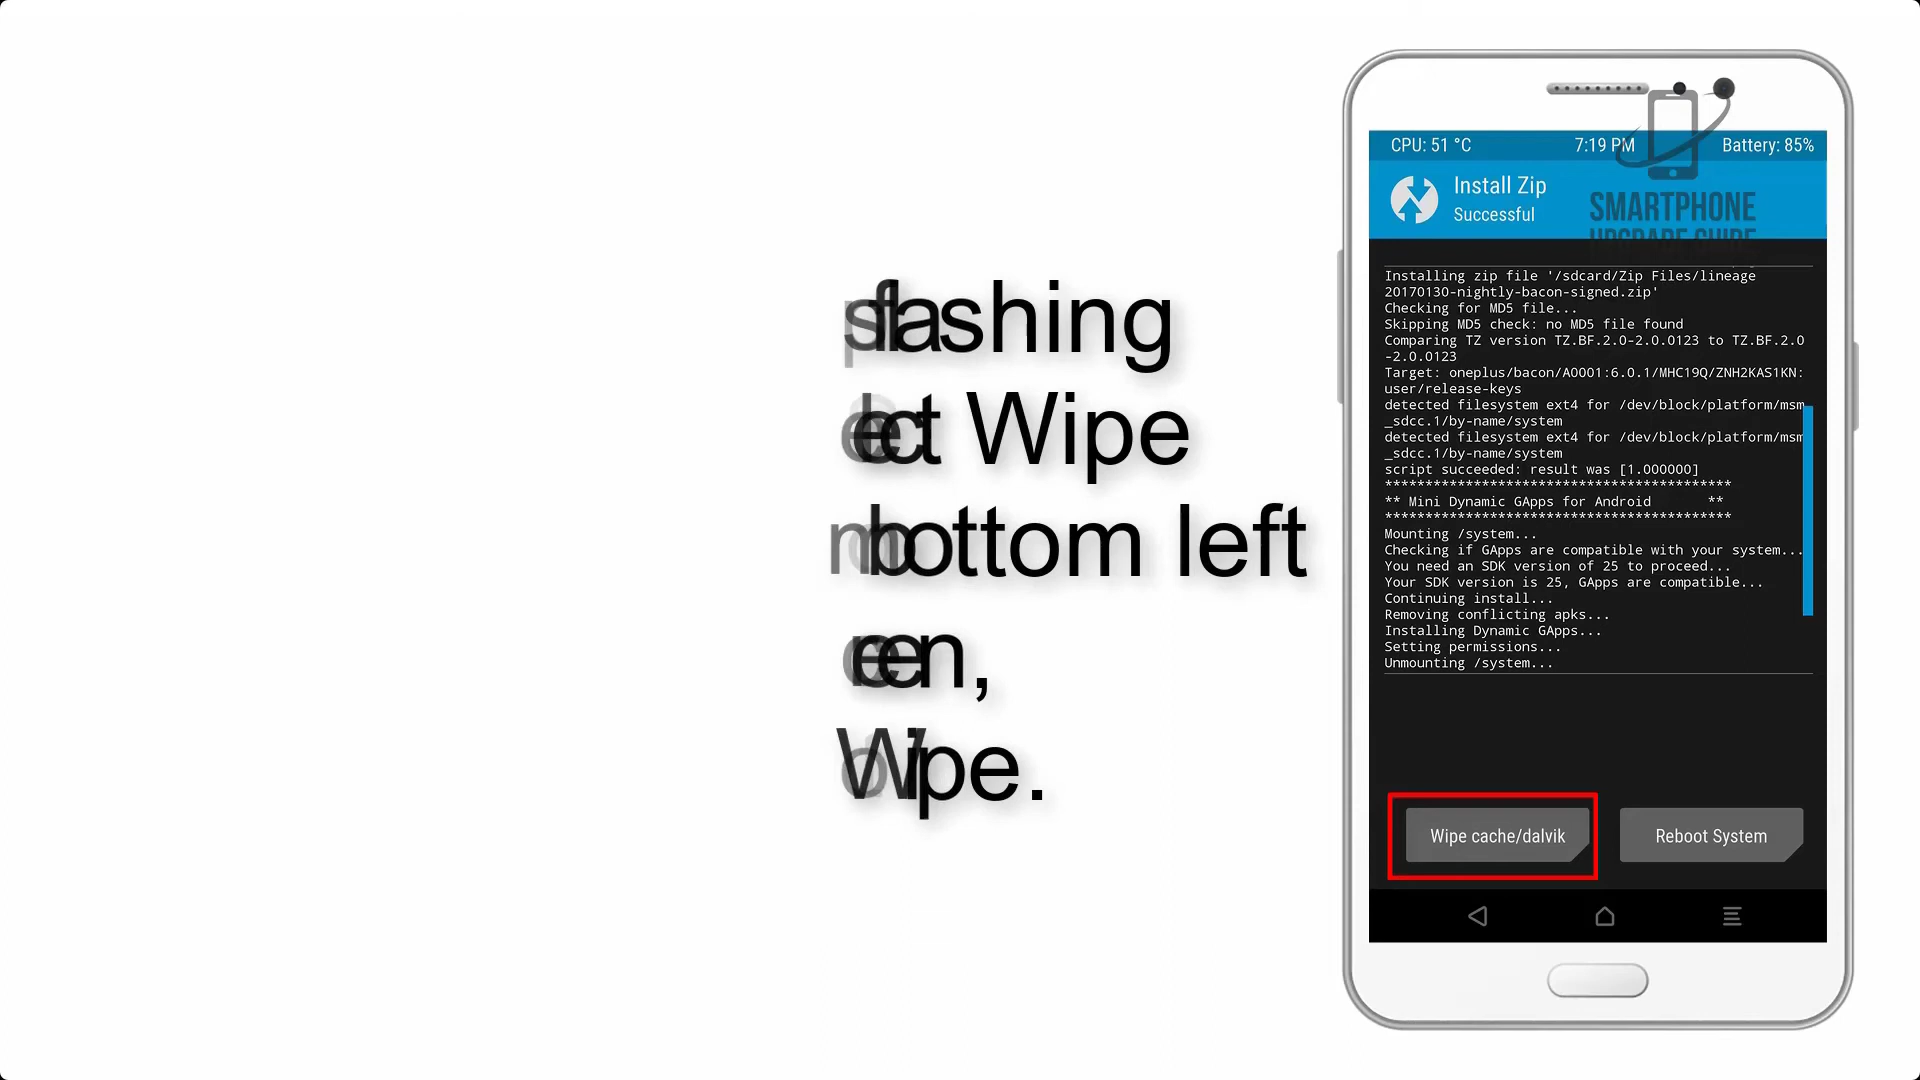 flashing
Wipe
bottom left
Wipe.
CPU: 51 °C 7:19 PM Battery: 85%
Install Zip
Successful
SMARTPHONE
UPGRADE GUIDE
Installing zip file '/sdcard/Zip Files/lineage
20170130-nightly-bacon-signed.zip'
Checking for MD5 file...
Skipping MD5 check: no MD5 file found
Comparing TZ version TZ.BF.2.0-2.0.0123 to TZ.BF.2.0
-2.0.0123
Target: oneplus/bacon/A0001:6.0.1/MHC19Q/ZNH2KAS1KN:
user/release-keys
detected filesystem ext4 for /dev/block/platform/msm
_sdcc.1/by-name/system
detected filesystem ext4 for /dev/block/platform/msm
_sdcc.1/by-name/system
script succeeded: result was [1.000000]
*******************************************
** Mini Dynamic GApps for Android **
*******************************************
Mounting /system...
Checking if GApps are compatible with your system...
You need an SDK version of 25 to proceed...
Your SDK version is 25, GApps are compatible...
Continuing install...
Removing conflicting apks...
Installing Dynamic GApps...
Setting permissions...
Unmounting /system...
Wipe cache/dalvik Reboot System